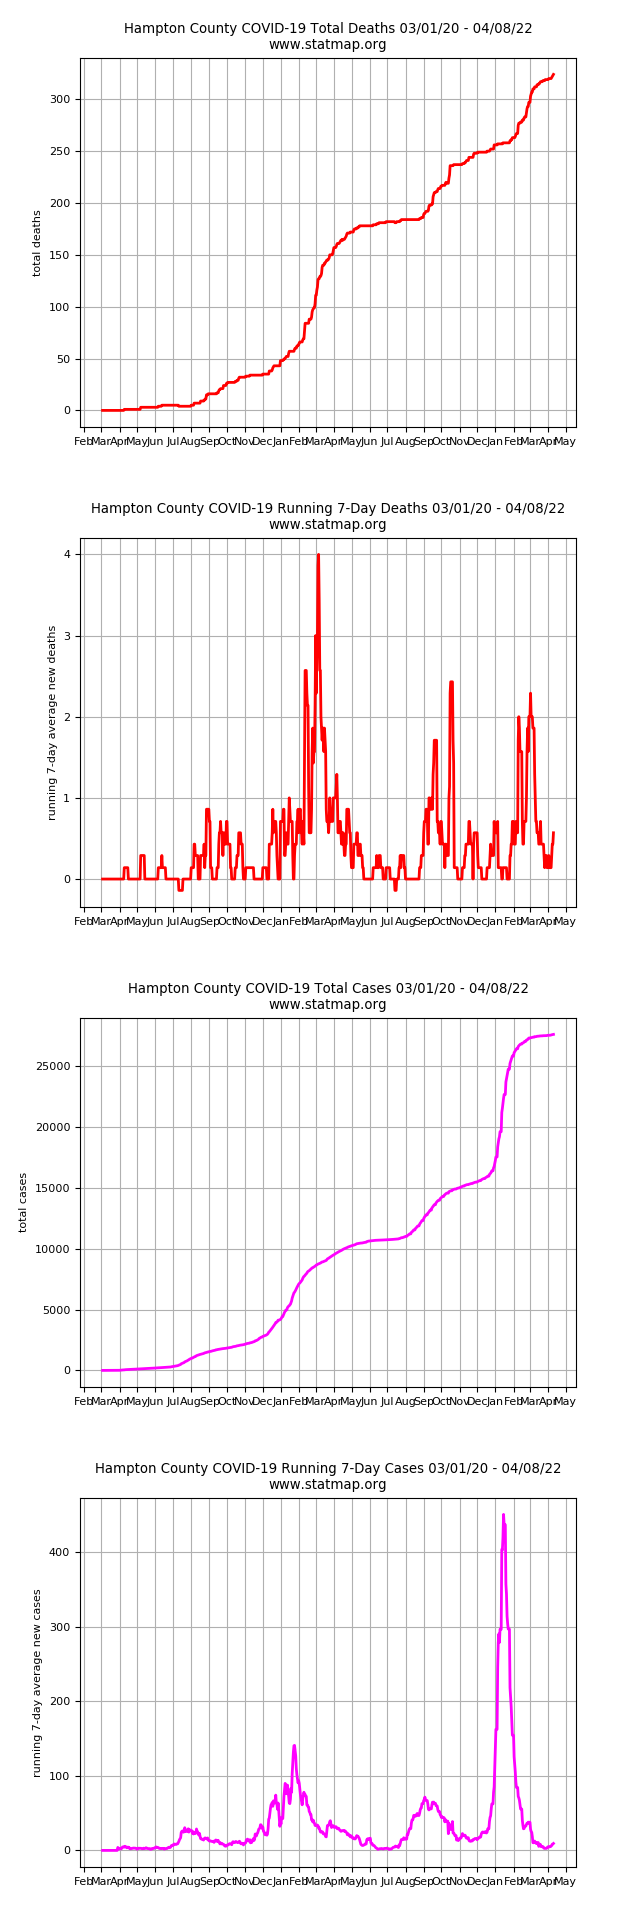 Hampton County COVID-19 Total Deaths 03/01/20 - 04/08/22
www.statmap.org
total deaths
300
250
200
150
100
50
0
Feb Mar Apr May Jun Jul Aug Sep Oct Nov Dec Jan Feb Mar Apr May Jun Jul Aug Sep Oct Nov Dec Jan Feb Mar Apr May
Hampton County COVID-19 Running 7-Day Deaths 03/01/20 - 04/08/22
www.statmap.org
running 7-day average new deaths
4
3
2
1
0
Feb Mar Apr May Jun Jul Aug Sep Oct Nov Dec Jan Feb Mar Apr May Jun Jul Aug Sep Oct Nov Dec Jan Feb Mar Apr May
Hampton County COVID-19 Total Cases 03/01/20 - 04/08/22
www.statmap.org
total cases
25000
20000
15000
10000
5000
0
Feb Mar Apr May Jun Jul Aug Sep Oct Nov Dec Jan Feb Mar Apr May Jun Jul Aug Sep Oct Nov Dec Jan Feb Mar Apr May
Hampton County COVID-19 Running 7-Day Cases 03/01/20 - 04/08/22
www.statmap.org
running 7-day average new cases
400
300
200
100
0
Feb Mar Apr May Jun Jul Aug Sep Oct Nov Dec Jan Feb Mar Apr May Jun Jul Aug Sep Oct Nov Dec Jan Feb Mar Apr May